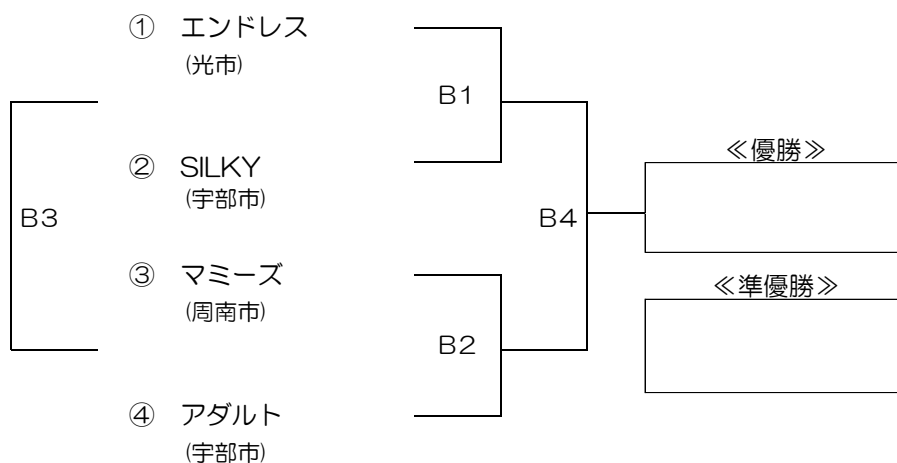 ① エンドレス
(光市)
B1
② SILKY
(宇部市)
≪優勝≫
B3
B4
③ マミーズ
(周南市)
≪準優勝≫
B2
④ アダルト
(宇部市)